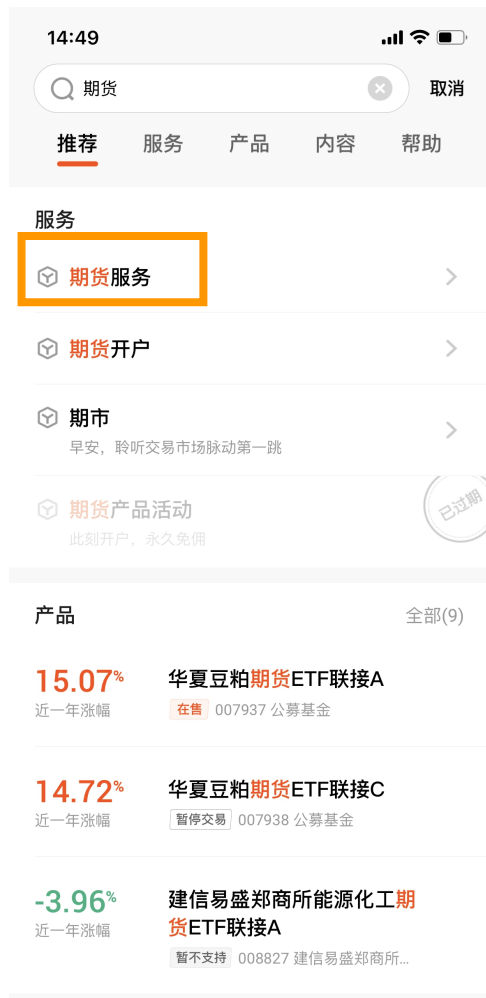 14:49
期货
取消
推荐 服务 产品 内容 帮助
服务
期货服务
期货开户
期市
早安，聆听交易市场脉动第一跳
期货产品活动
此刻开户，永久免佣
已过期
产品
全部(9)
15.07%
华夏豆粕期货ETF联接A
近一年涨幅
在售 007937 公募基金
14.72%
华夏豆粕期货ETF联接C
近一年涨幅
暂停交易 007938 公募基金
-3.96%
建信易盛郑商所能源化工期
货ETF联接A
近一年涨幅
暂不支持 008827 建信易盛郑商所...